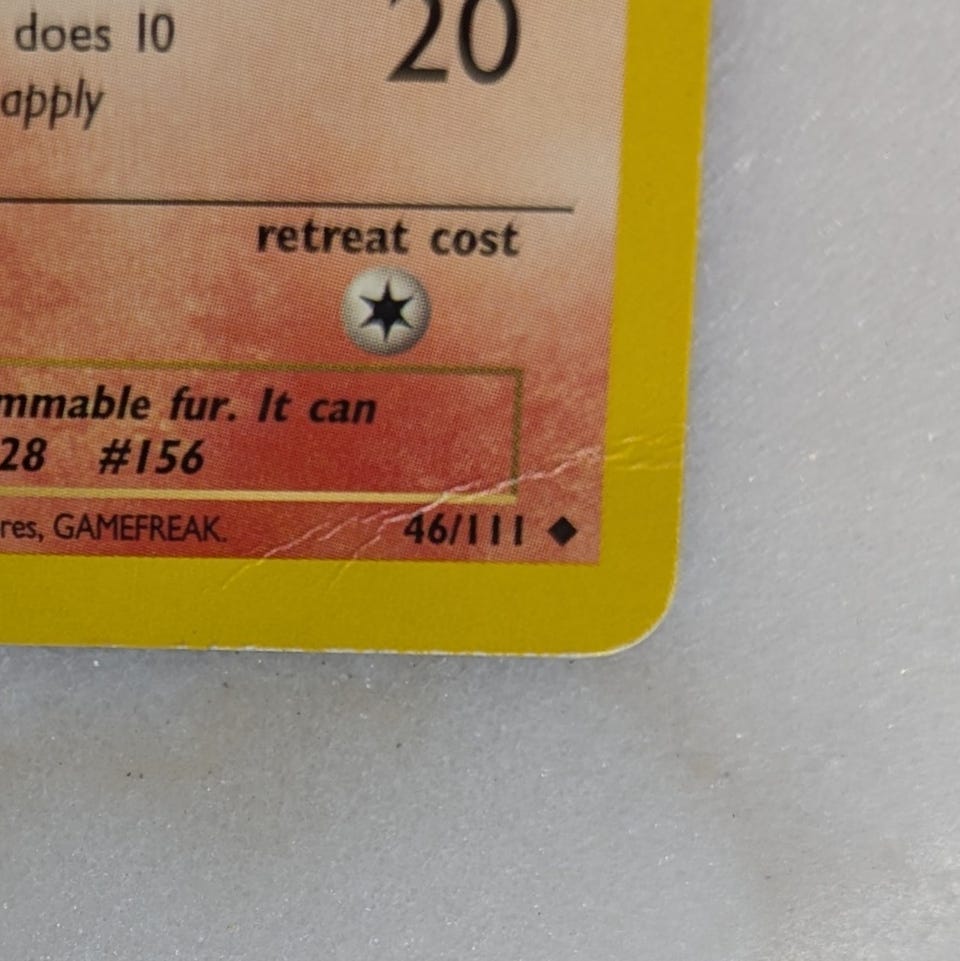 does 10 20
apply
retreat cost
mmable fur. It can
28 #156
res, GAMEFREAK. 46/111